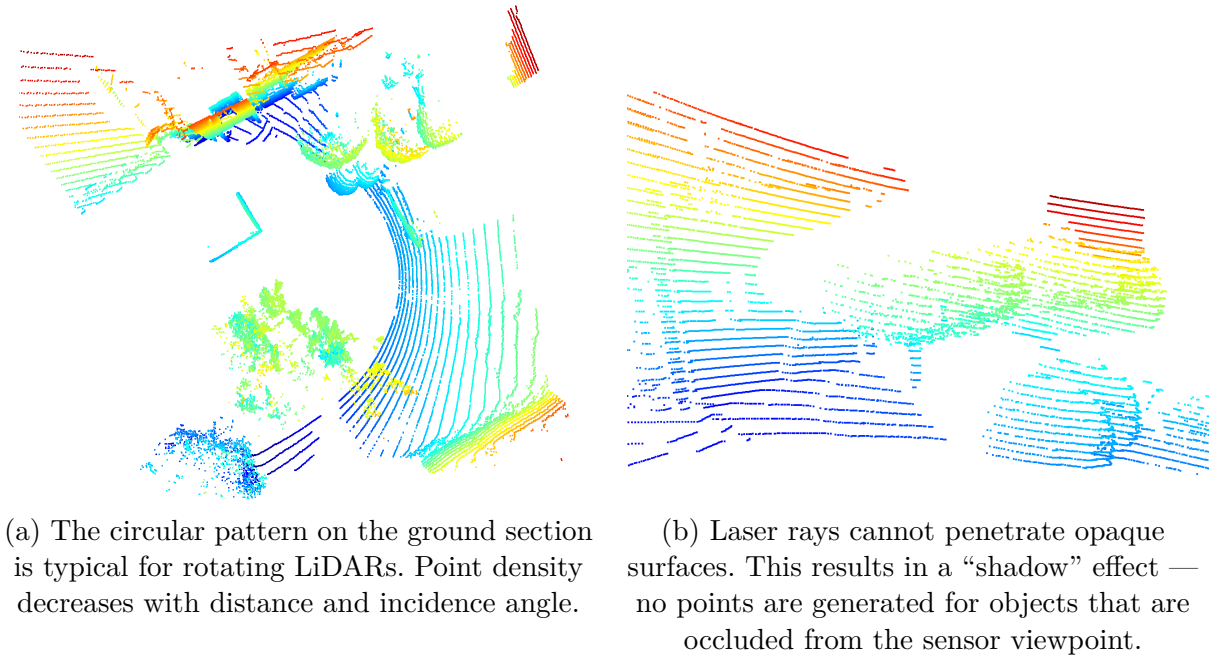 (a) The circular pattern on the ground section
is typical for rotating LiDARs. Point density
decreases with distance and incidence angle.
(b) Laser rays cannot penetrate opaque
surfaces. This results in a “shadow” effect —
no points are generated for objects that are
occluded from the sensor viewpoint.